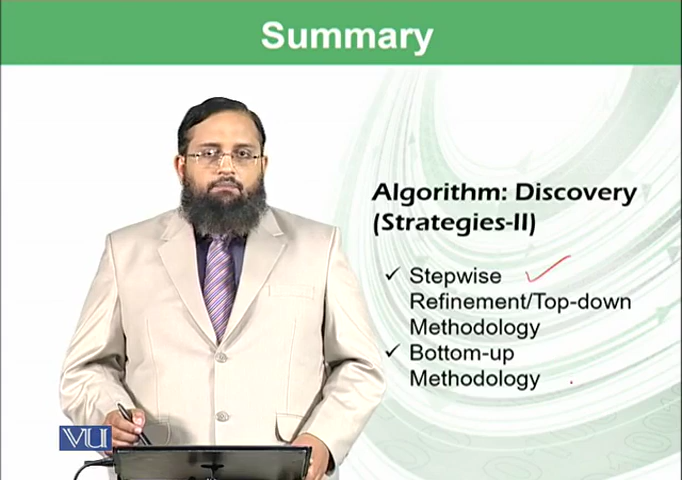 Summary
Algorithm: Discovery
(Strategies-II)
✓ Stepwise
Refinement/Top-down
Methodology
✓ Bottom-up
Methodology
VU